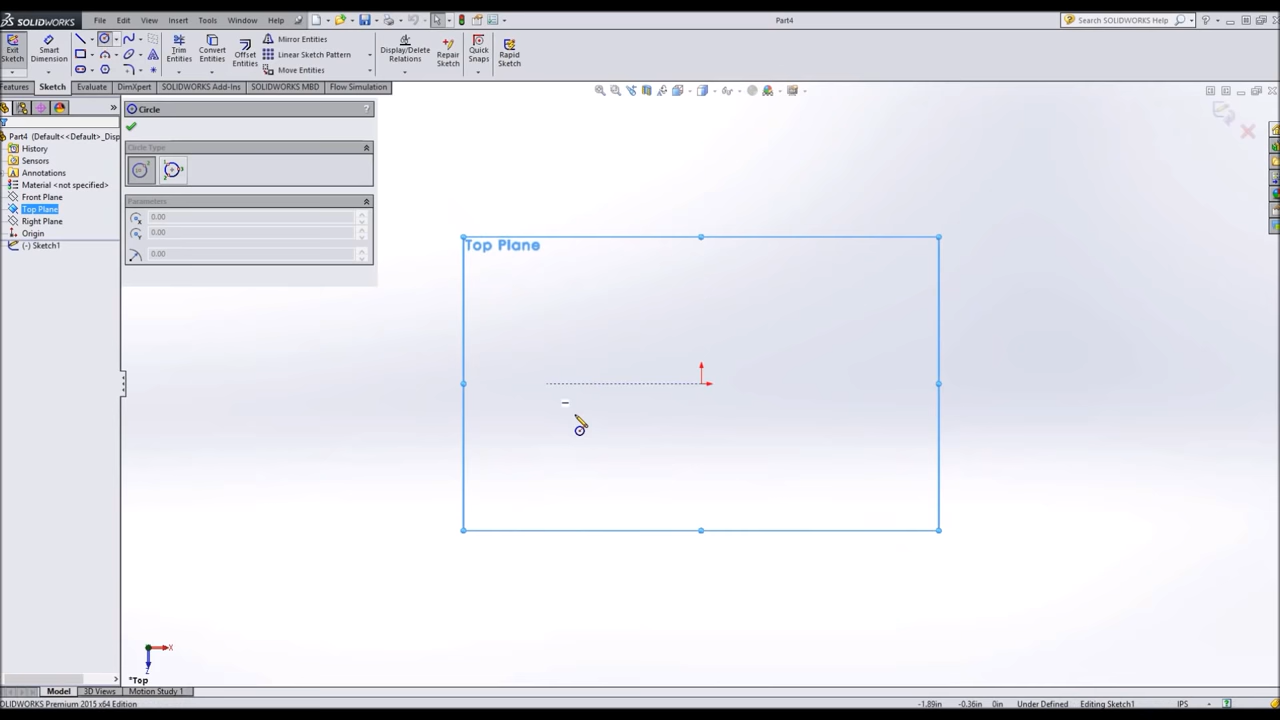 SOLIDWORKS File Edit View Insert Tools Window Help Part4 Search SOLIDWORKS Help
Exit Sketch
Smart Dimension
Trim Entities
Convert Entities
Offset Entities
Mirror Entities
Linear Sketch Pattern
Move Entities
Display/Delete Relations
Repair Sketch
Quick Snaps
Rapid Sketch
Features Sketch Evaluate DimXpert SOLIDWORKS Add-Ins SOLIDWORKS MBD Flow Simulation
Part4 (Default<<Default>_Disp
History
Sensors
Annotations
Material <not specified>
Front Plane
Top Plane
Right Plane
Origin
(-) Sketch1
Circle ?
Circle Type
Parameters
0.00
0.00
0.00
Top Plane
X
Z
*Top
Model 3D Views Motion Study 1
SOLIDWORKS Premium 2015 x64 Edition -1.89in -0.36in 0in Under Defined Editing Sketch1 IPS